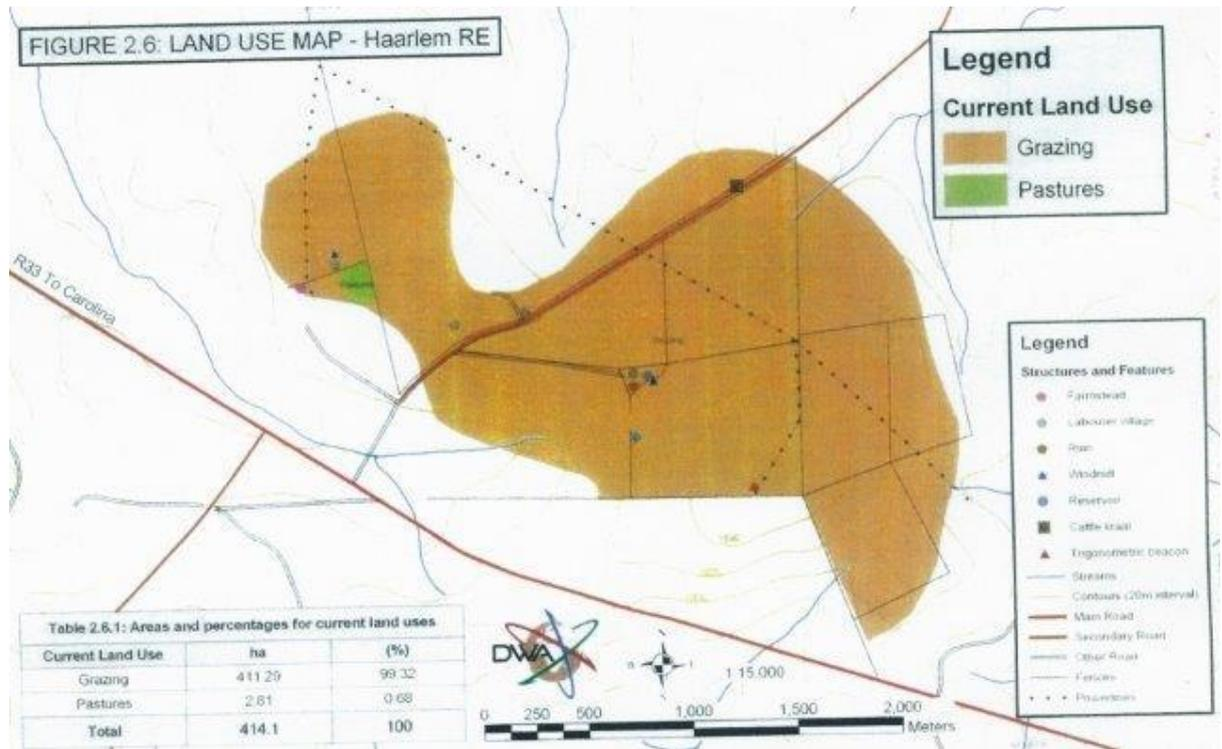 FIGURE 2.6: LAND USE MAP - Haarlem RE
Legend
Current Land Use
Grazing
Pastures
R33 To Carolina
Legend
Structures and Features
Farmstead
Labourer village
Ruin
Windmill
Reservoir
Cattle kraal
Trigonometric beacon
Streams
Contours (20m interval)
Main Road
Secondary Road
Other Road
Fences
Powerlines
Table 2.6.1: Areas and percentages for current land uses
Current Land Use ha (%)
Grazing 411.29 99.32
Pastures 2.81 0.68
Total 414.1 100
DWA
1:15.000
0 250 500 1,000 1,500 2,000
Meters